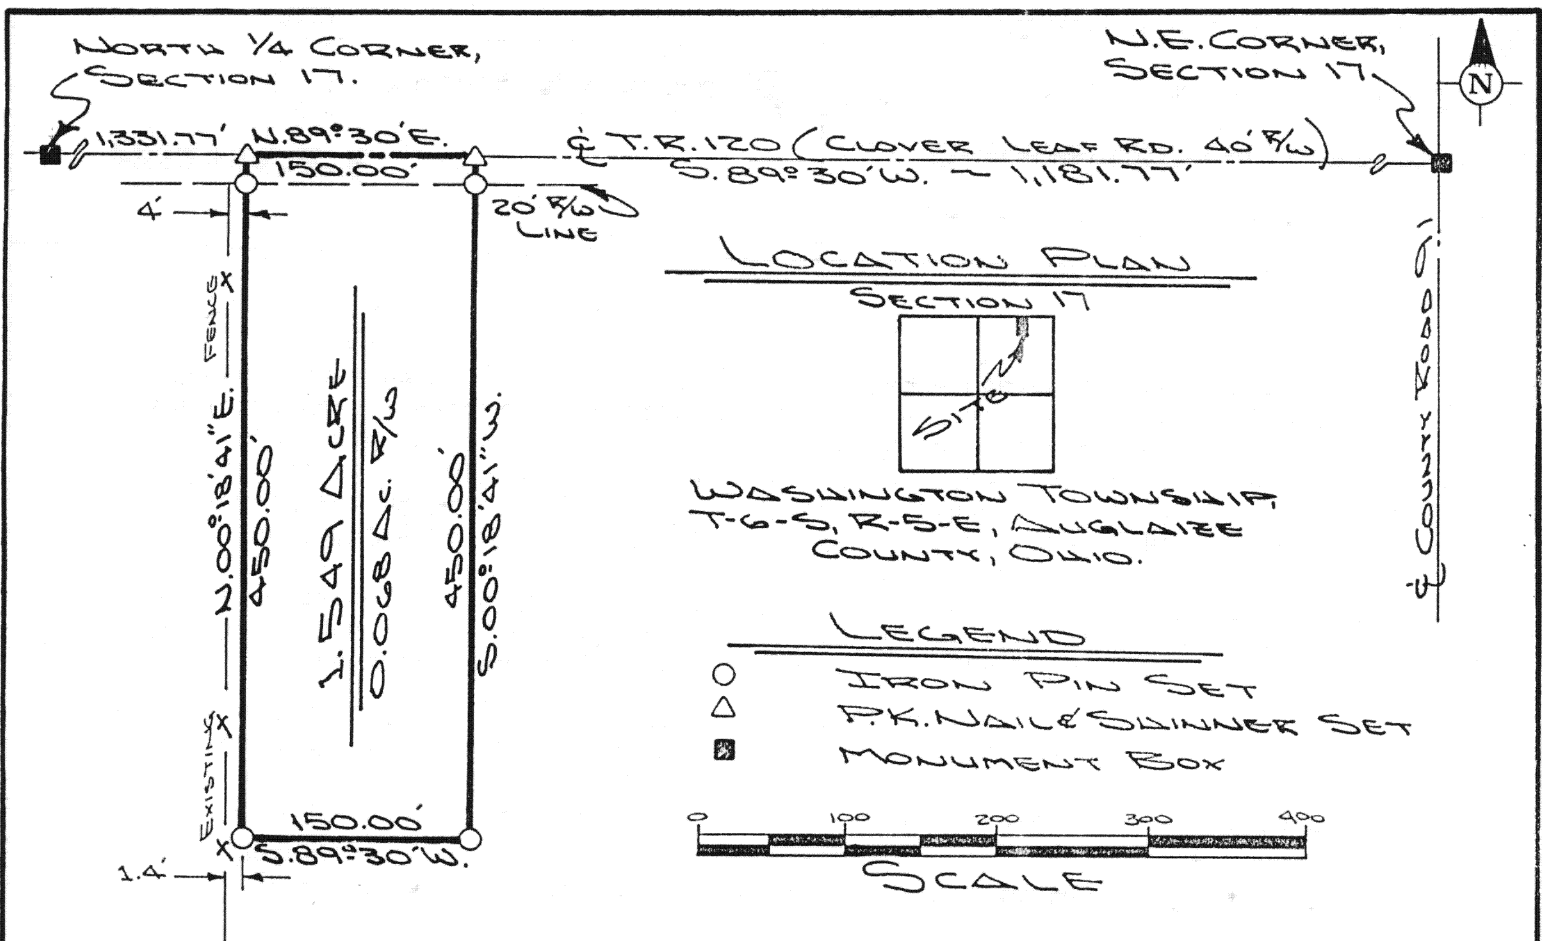 NORTH 1/4 CORNER,
SECTION 17.
N.E. CORNER,
SECTION 17.
N
1,331.77' N.89°30'E.
150.00'
℄ T.R. 120 (CLOVER LEAF RD. 40' R/W)
S.89°30'W. ~ 1,181.77'
4'
20' R/W
LINE
EXISTING FENCE
N.00°18'41"E.
450.00'
1.549 ACRE
0.068 AC. R/W
450.00'
S.00°18'41"W.
150.00'
S.89°30'W.
1.4'
LOCATION PLAN
SECTION 17
SITE
WASHINGTON TOWNSHIP,
T-6-S, R-5-E, AUGLAIZE
COUNTY, OHIO.
LEGEND
IRON PIN SET
P.K. NAIL & SHINNER SET
MONUMENT BOX
0 100 200 300 400
SCALE
℄ COUNTY ROAD